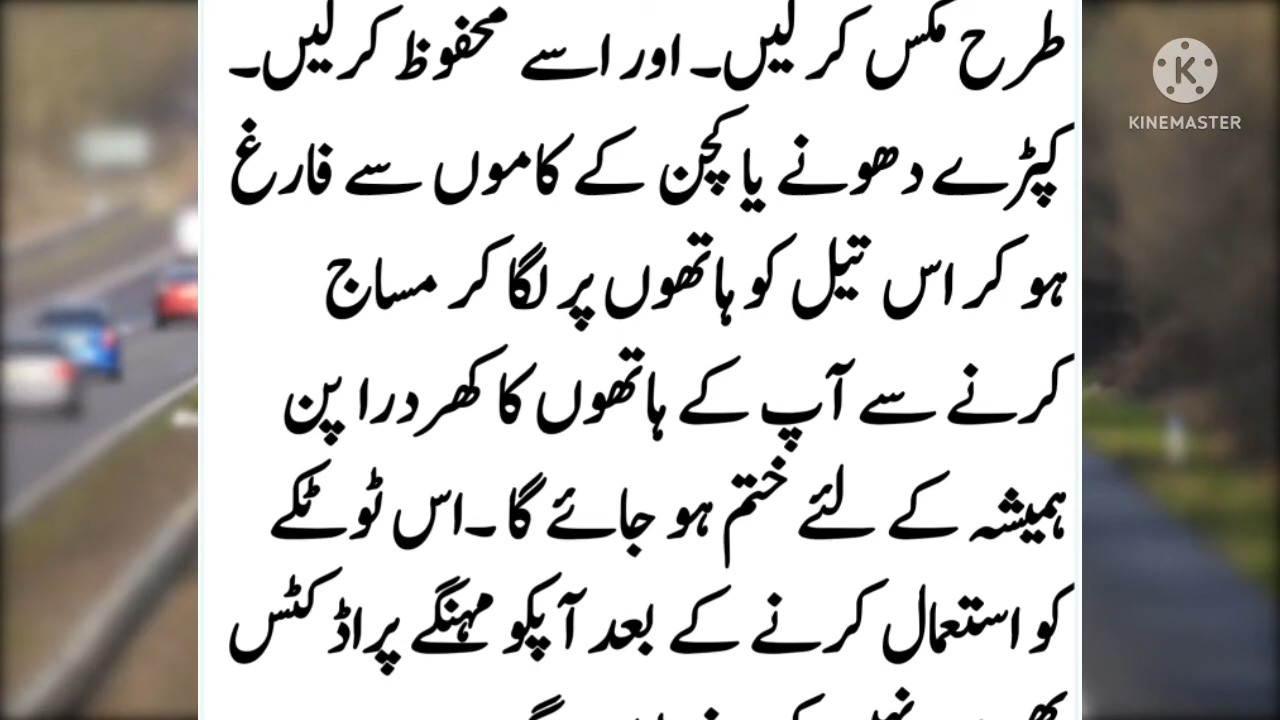 طرح مکس کر لیں۔ اور اسے محفوظ کر لیں۔
کپڑے دھونے یا کچن کے کاموں سے فارغ
ہو کر اس تیل کو ہاتھوں پر لگا کر مساج
کرنے سے آپ کے ہاتھوں کا کھردرا پن
ہمیشہ کے لئے ختم ہو جائے گا۔اس ٹوٹکے
کو استعمال کرنے کے بعد آپکو مہنگے پراڈکٹس
KINEMASTER